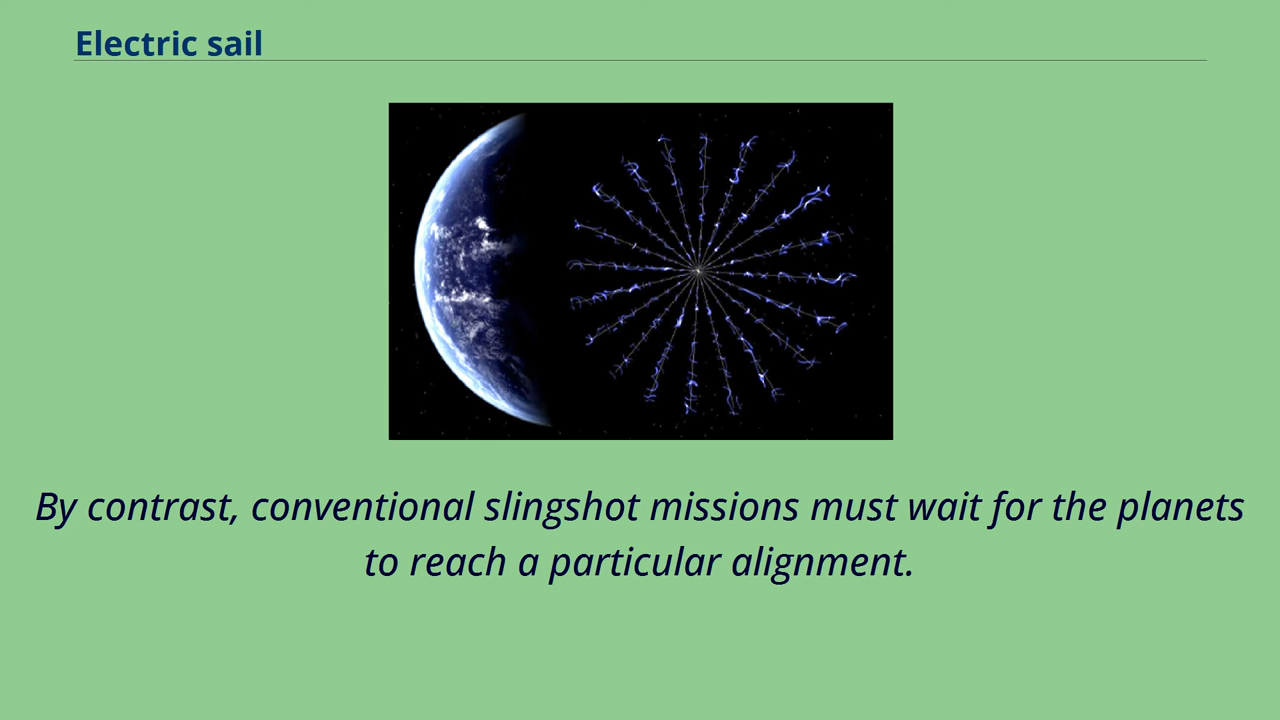 Electric sail
By contrast, conventional slingshot missions must wait for the planets
to reach a particular alignment.